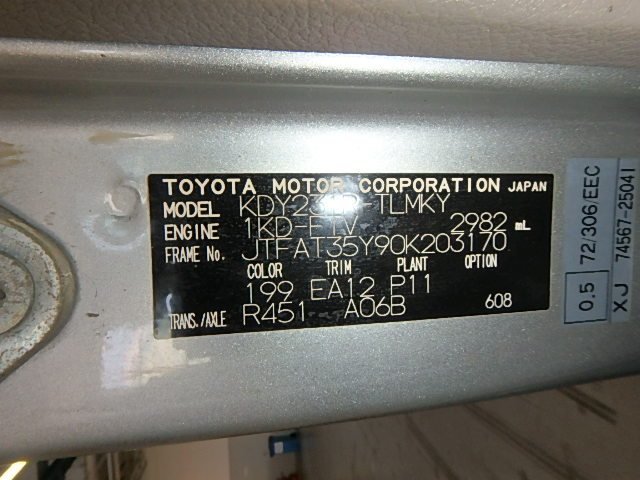 TOYOTA MOTOR CORPORATION JAPAN
MODEL
ENGINE 1KD-FTV 2982 mL
FRAME No. JTFAT35Y90K203170
COLOR TRIM PLANT OPTION
199 EA12 P11
TRANS./AXLE R451 A06B 608
0.5 72/306/EEC
XJ 74567-25041